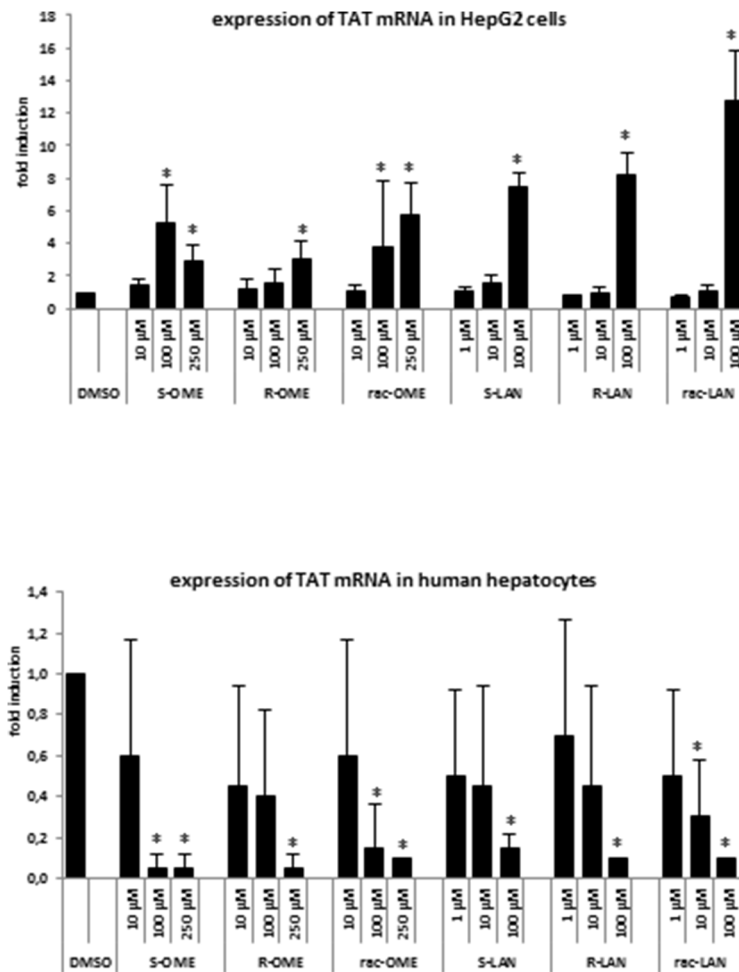 expression of TAT mRNA in HepG2 cells
fold induction
18
16
14
12
10
8
6
4
2
0
10 µM 100 µM 250 µM 10 µM 100 µM 250 µM 10 µM 100 µM 250 µM 1 µM 10 µM 100 µM 1 µM 10 µM 100 µM 1 µM 10 µM 100 µM
DMSO S-OME R-OME rac-OME S-LAN R-LAN rac-LAN
expression of TAT mRNA in human hepatocytes
fold induction
1,4
1,2
1,0
0,8
0,6
0,4
0,2
0,0
10 µM 100 µM 250 µM 10 µM 100 µM 250 µM 10 µM 100 µM 250 µM 1 µM 10 µM 100 µM 1 µM 10 µM 100 µM 1 µM 10 µM 100 µM
DMSO S-OME R-OME rac-OME S-LAN R-LAN rac-LAN